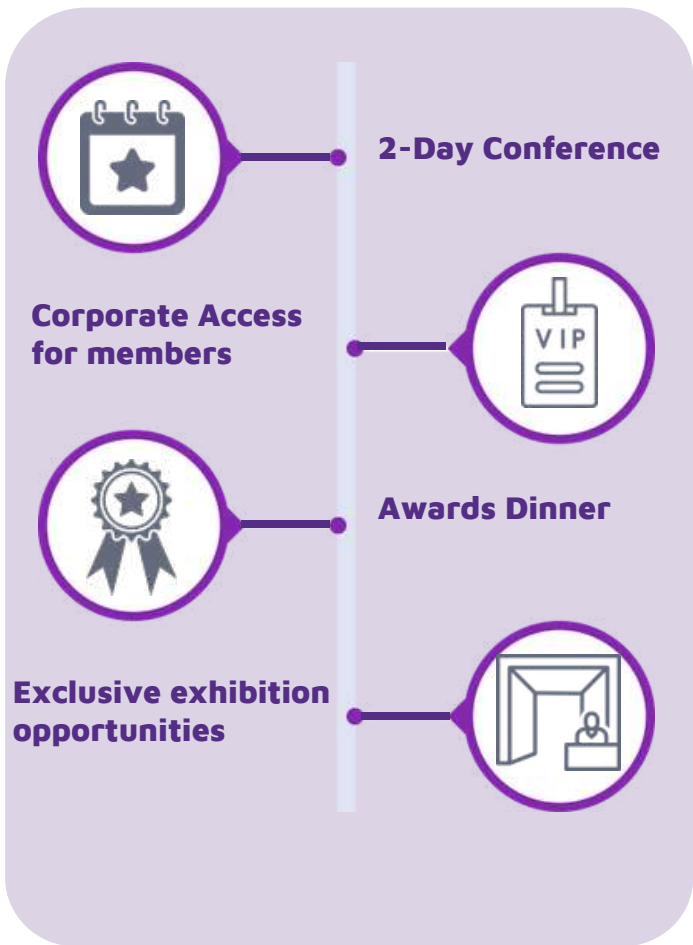 2-Day Conference
Corporate Access
for members
VIP
Awards Dinner
Exclusive exhibition
opportunities